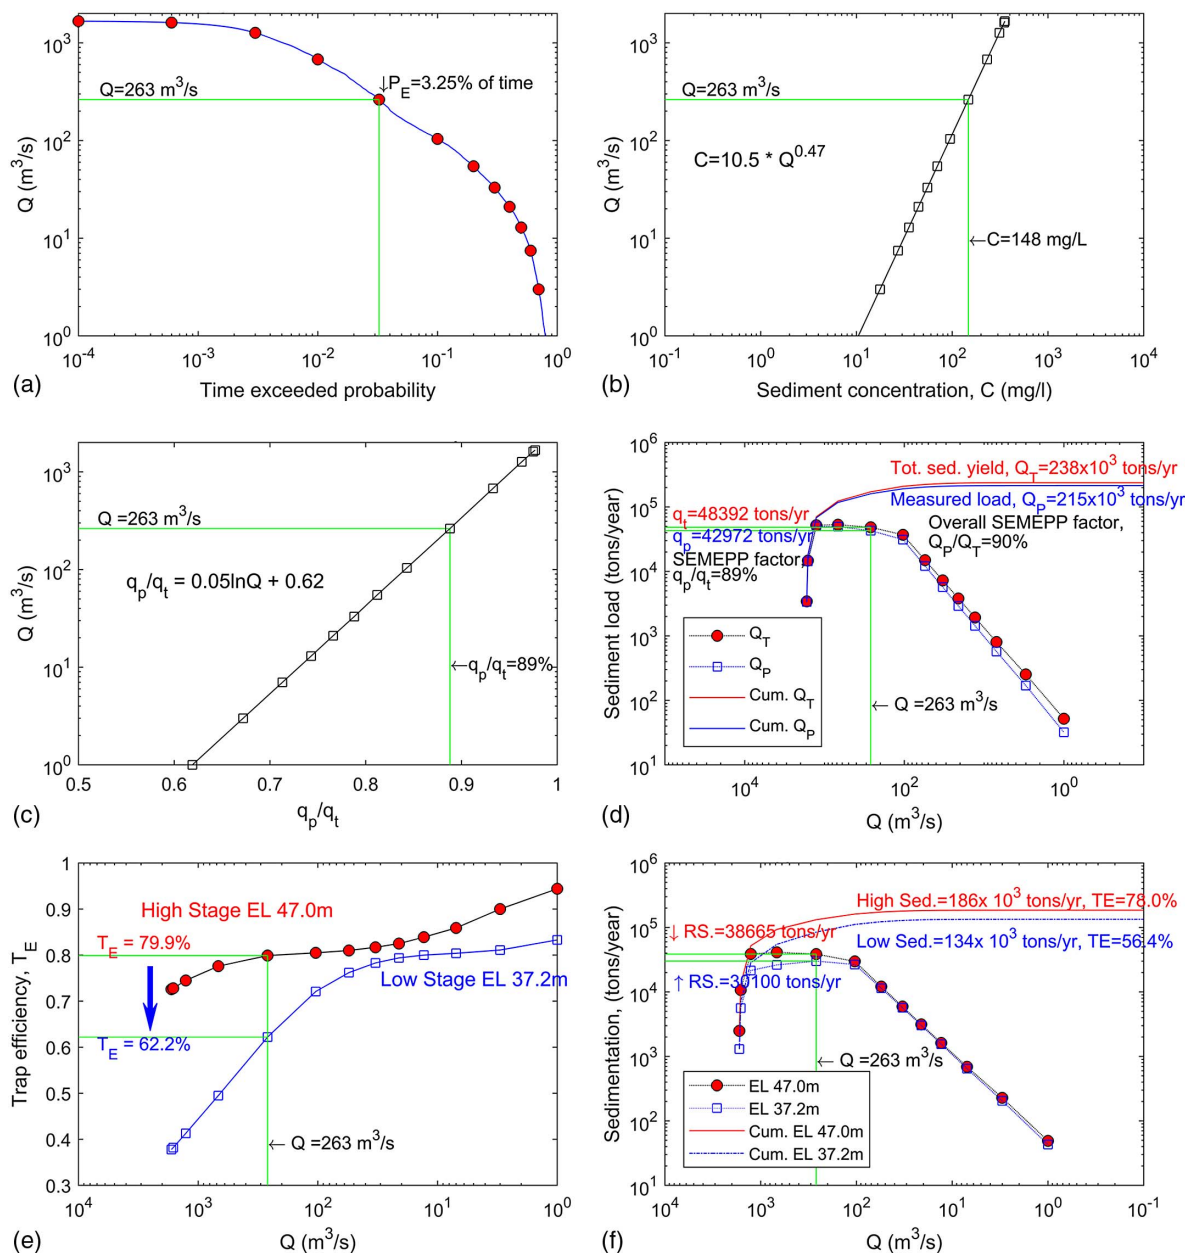 10^3
10^2
10^1
10^0
Q (m^3/s)
Q=263 m^3/s
↓P_E=3.25% of time
10^-4
10^-3
10^-2
10^-1
10^0
(a)
Time exceeded probability
10^3
10^2
10^1
10^0
Q (m^3/s)
Q=263 m^3/s
C=10.5 * Q^0.47
←C=148 mg/L
10^-1
10^0
10^1
10^2
10^3
10^4
(b)
Sediment concentration, C (mg/l)
10^3
10^2
10^1
10^0
Q (m^3/s)
Q =263 m^3/s
q_p/q_t = 0.05lnQ + 0.62
←q_p/q_t=89%
0.5
0.6
0.7
0.8
0.9
1
(c)
q_p/q_t
10^6
10^5
10^4
10^3
10^2
10^1
Sediment load (tons/year)
Tot. sed. yield, Q_T=238x10^3 tons/yr
Measured load, Q_P=215x10^3 tons/yr
q_t=48392 tons/yr
q_p=42972 tons/yr
Overall SEMEPP factor,
Q_P/Q_T=90%
SEMEPP factor,
q_p/q_t=89%
Q_T
Q_P
Cum. Q_T
Cum. Q_P
← Q =263 m^3/s
10^4
10^2
10^0
(d)
Q (m^3/s)
1
0.9
0.8
0.7
0.6
0.5
0.4
0.3
Trap efficiency, T_E
High Stage EL 47.0m
T_E = 79.9%
Low Stage EL 37.2m
T_E = 62.2%
← Q =263 m^3/s
10^4
10^3
10^2
10^1
10^0
(e)
Q (m^3/s)
10^6
10^5
10^4
10^3
10^2
10^1
Sedimentation, (tons/year)
High Sed.=186x 10^3 tons/yr, TE=78.0%
↓ RS.=38665 tons/yr
Low Sed.=134x 10^3 tons/yr, TE=56.4%
↑ RS.=30100 tons/yr
← Q =263 m^3/s
EL 47.0m
EL 37.2m
Cum. EL 47.0m
Cum. EL 37.2m
10^4
10^3
10^2
10^1
10^0
10^-1
(f)
Q (m^3/s)